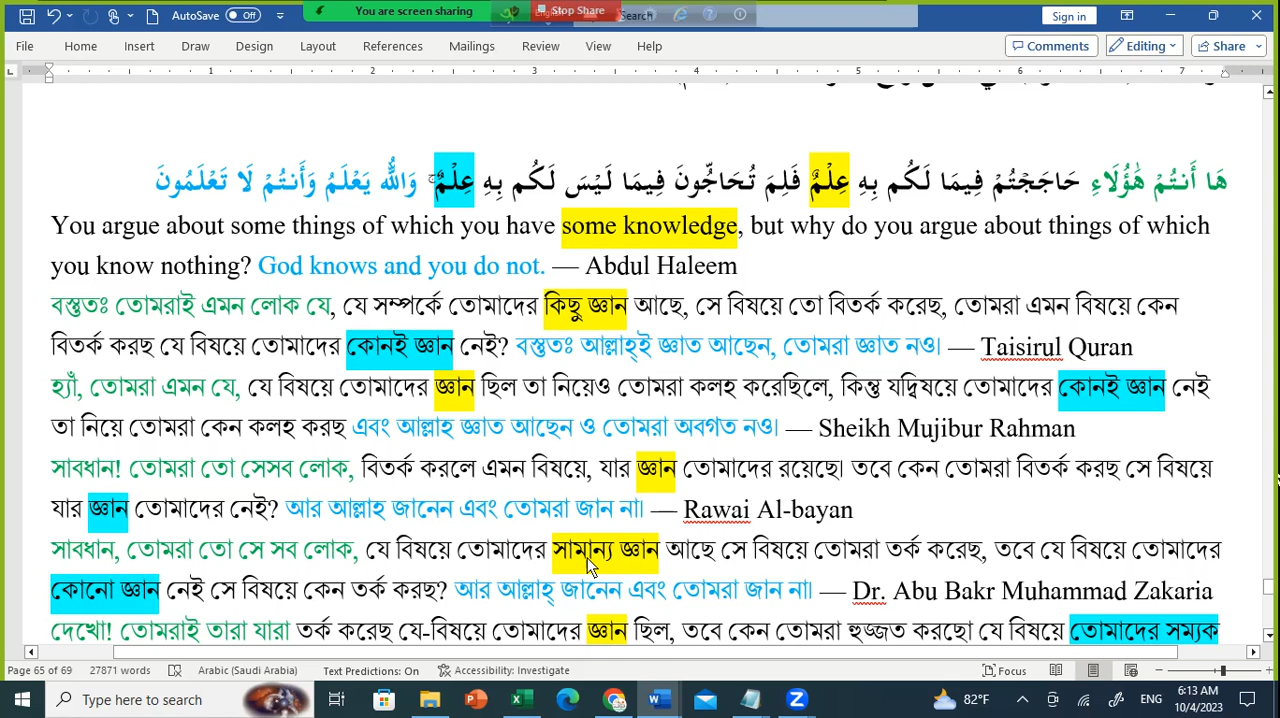 AutoSave Off
You are screen sharing
Stop Share
Search
Sign in
File Home Insert Draw Design Layout References Mailings Review View Help
Comments Editing Share
1 2 3 4 5 6 7
هَا أَنتُمْ هَٰؤُلَاءِ حَاجَجْتُمْ فِيمَا لَكُم بِهِ عِلْمٌ فَلِمَ تُحَاجُّونَ فِيمَا لَيْسَ لَكُم بِهِ عِلْمٌ ۚ وَاللَّهُ يَعْلَمُ وَأَنتُمْ لَا تَعْلَمُونَ
You argue about some things of which you have some knowledge, but why do you argue about things of which
you know nothing? God knows and you do not. — Abdul Haleem
বস্তুতঃ তোমরাই এমন লোক যে, যে সম্পর্কে তোমাদের কিছু জ্ঞান আছে, সে বিষয়ে তো বিতর্ক করেছ, তোমরা এমন বিষয়ে কেন
বিতর্ক করছ যে বিষয়ে তোমাদের কোনই জ্ঞান নেই? বস্তুতঃ আল্লাহ্ই জ্ঞাত আছেন, তোমরা জ্ঞাত নও। — Taisirul Quran
হ্যাঁ, তোমরা এমন যে, যে বিষয়ে তোমাদের জ্ঞান ছিল তা নিয়েও তোমরা কলহ করেছিলে, কিন্তু যদ্বিষয়ে তোমাদের কোনই জ্ঞান নেই
তা নিয়ে তোমরা কেন কলহ করছ এবং আল্লাহ জ্ঞাত আছেন ও তোমরা অবগত নও। — Sheikh Mujibur Rahman
সাবধান! তোমরা তো সেসব লোক, বিতর্ক করলে এমন বিষয়ে, যার জ্ঞান তোমাদের রয়েছে। তবে কেন তোমরা বিতর্ক করছ সে বিষয়ে
যার জ্ঞান তোমাদের নেই? আর আল্লাহ জানেন এবং তোমরা জান না। — Rawai Al-bayan
সাবধান, তোমরা তো সে সব লোক, যে বিষয়ে তোমাদের সামান্য জ্ঞান আছে সে বিষয়ে তোমরা তর্ক করেছ, তবে যে বিষয়ে তোমাদের
কোনো জ্ঞান নেই সে বিষয়ে কেন তর্ক করছ? আর আল্লাহ্ জানেন এবং তোমরা জান না। — Dr. Abu Bakr Muhammad Zakaria
দেখো! তোমরাই তারা যারা তর্ক করেছ যে-বিষয়ে তোমাদের জ্ঞান ছিল, তবে কেন তোমরা হুজ্জত করছো যে বিষয়ে তোমাদের সম্যক
Page 65 of 69 27871 words Arabic (Saudi Arabia) Text Predictions: On Accessibility: Investigate Focus
Type here to search 82°F ENG 6:13 AM
10/4/2023